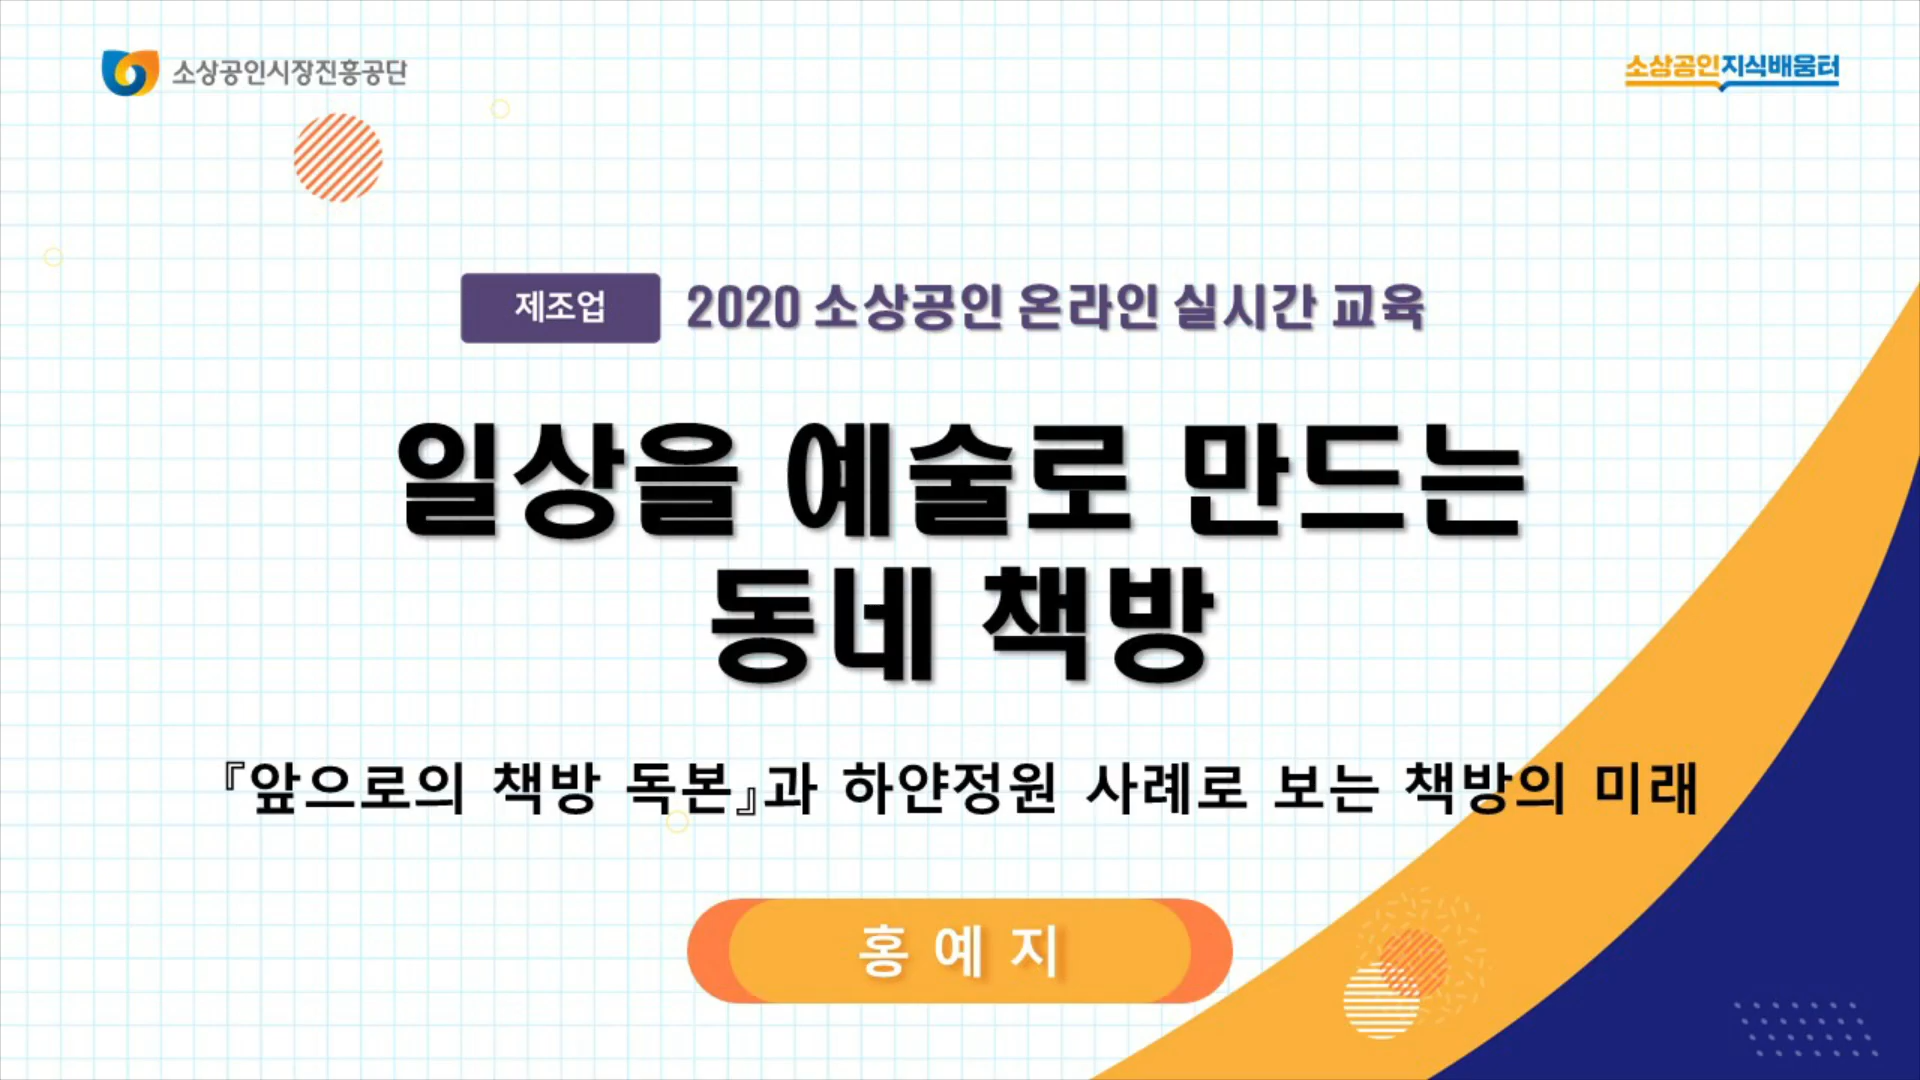 소상공인시장진흥공단
소상공인지식배움터
제조업
2020 소상공인 온라인 실시간 교육
일상을 예술로 만드는
동네 책방
『앞으로의 책방 독본』과 하얀정원 사례로 보는 책방의 미래
홍예지